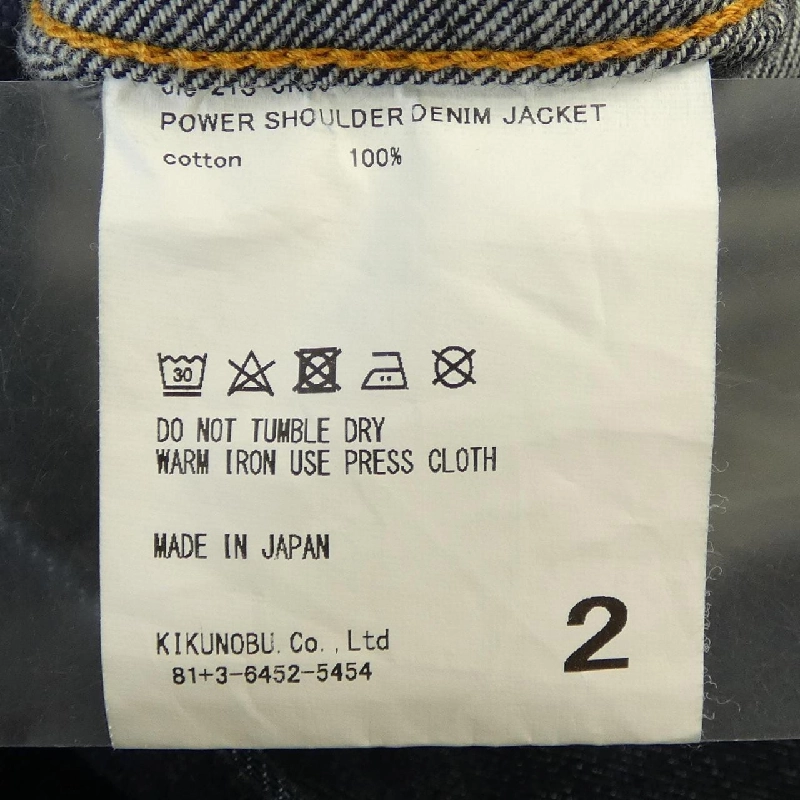 POWER SHOULDER DENIM JACKET
cotton 100%
30
DO NOT TUMBLE DRY
WARM IRON USE PRESS CLOTH
MADE IN JAPAN
KIKUNOBU. Co. , Ltd
81+3-6452-5454
2